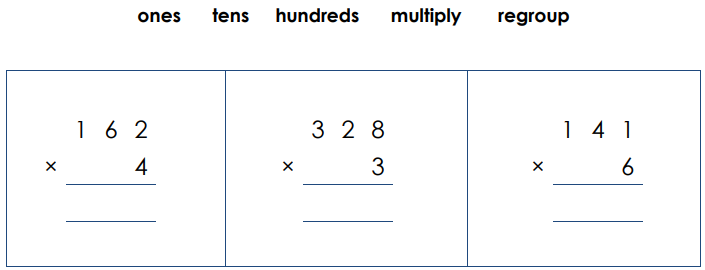 ones tens hundreds multiply regroup
1 6 2
× 4
3 2 8
× 3
1 4 1
× 6